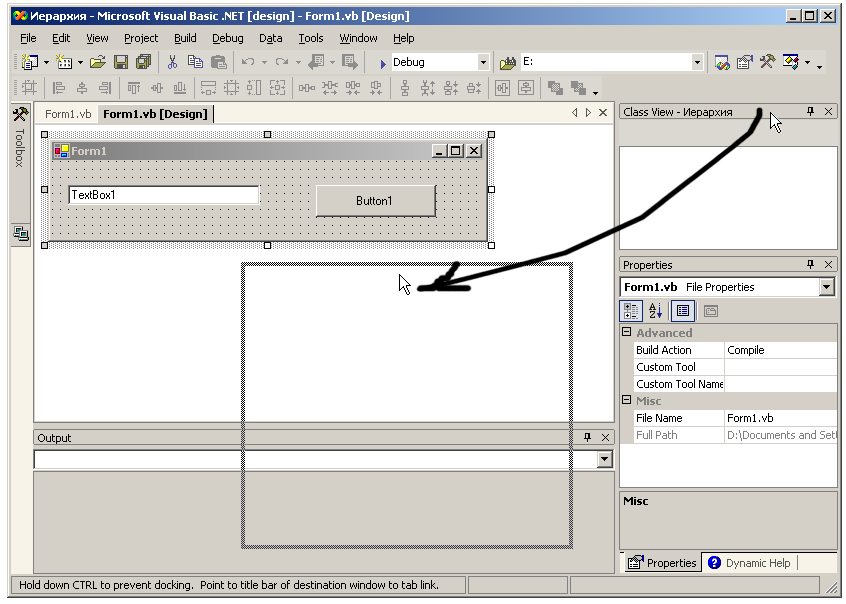 Иерархия - Microsoft Visual Basic .NET [design] - Form1.vb [Design]
File Edit View Project Build Debug Data Tools Window Help
Debug E:
Toolbox
Form1.vb Form1.vb [Design]
Form1
TextBox1
Button1
Class View - Иерархия
Properties
Form1.vb File Properties
Advanced
Build Action Compile
Custom Tool
Custom Tool Name
Misc
File Name Form1.vb
Full Path D:\Documents and Sett
Output
Misc
Properties Dynamic Help
Hold down CTRL to prevent docking. Point to title bar of destination window to tab link.